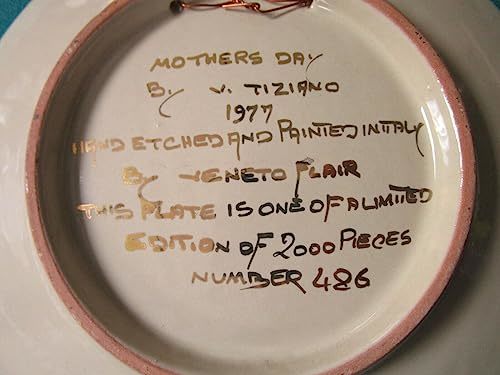 MOTHERS DAY
By V. TIZIANO
1977
HAND ETCHED AND PAINTED IN ITALY
By VENETO FLAIR
THIS PLATE IS ONE OF A LIMITED
EDITION OF 2000 PIECES
NUMBER 486